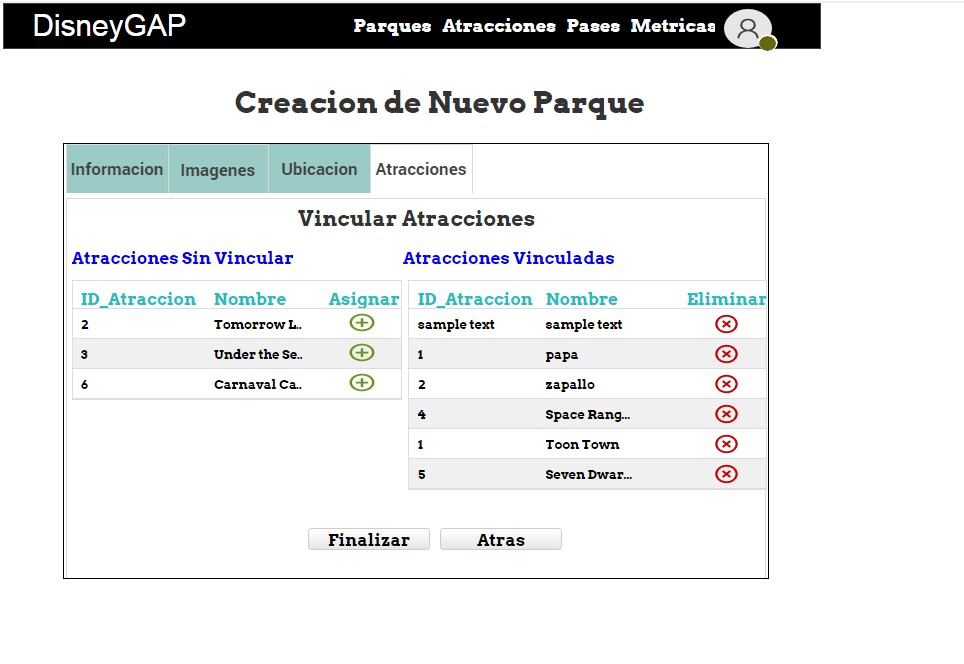 DisneyGAP Parques Atracciones Pases Metricas
Creacion de Nuevo Parque
Informacion Imagenes Ubicacion Atracciones
Vincular Atracciones
Atracciones Sin Vincular
ID_Atraccion Nombre Asignar
2 Tomorrow L..
3 Under the Se..
6 Carnaval Ca..
Atracciones Vinculadas
ID_Atraccion Nombre Eliminar
sample text sample text
1 papa
2 zapallo
4 Space Rang...
1 Toon Town
5 Seven Dwar...
Finalizar Atras